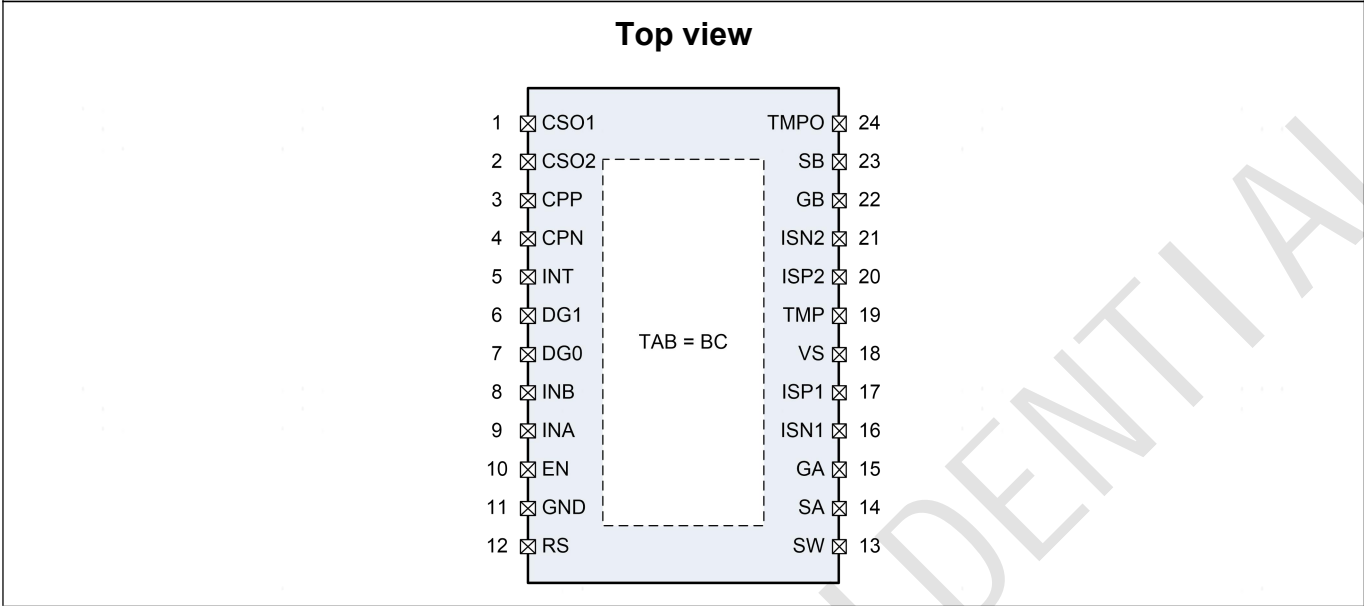 Top view
1 CSO1 TMPO 24
2 CSO2 SB 23
3 CPP GB 22
4 CPN ISN2 21
5 INT ISP2 20
6 DG1 TMP 19
TAB = BC
7 DG0 VS 18
8 INB ISP1 17
9 INA ISN1 16
10 EN GA 15
11 GND SA 14
12 RS SW 13
DENTIAL